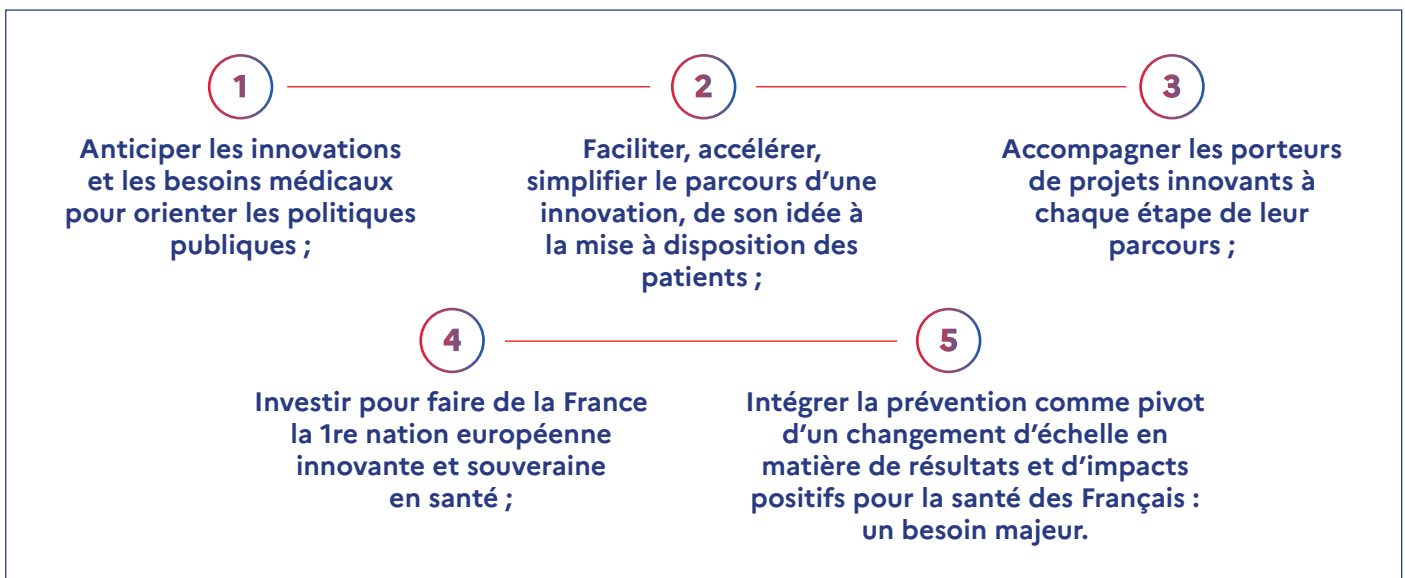 1
Anticiper les innovations
et les besoins médicaux
pour orienter les politiques
publiques ;
2
Faciliter, accélérer,
simplifier le parcours d’une
innovation, de son idée à
la mise à disposition des
patients ;
3
Accompagner les porteurs
de projets innovants à
chaque étape de leur
parcours ;
4
Investir pour faire de la France
la 1re nation européenne
innovante et souveraine
en santé ;
5
Intégrer la prévention comme pivot
d’un changement d’échelle en
matière de résultats et d’impacts
positifs pour la santé des Français :
un besoin majeur.